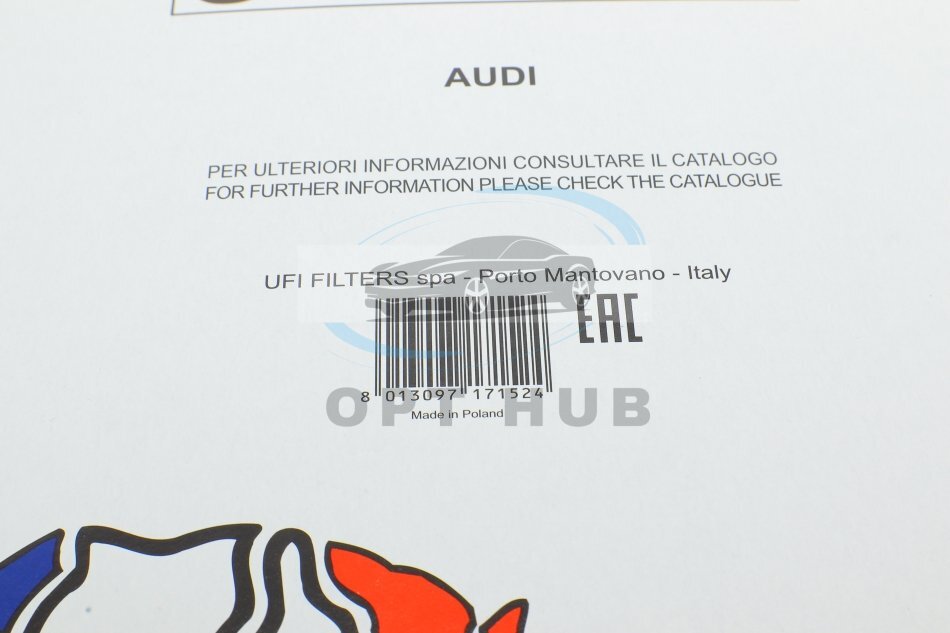 AUDI
PER ULTERIORI INFORMAZIONI CONSULTARE IL CATALOGO
FOR FURTHER INFORMATION PLEASE CHECK THE CATALOGUE
UFI FILTERS spa - Porto Mantovano - Italy
EAC
8 013097 171524
OPT HUB
Made in Poland